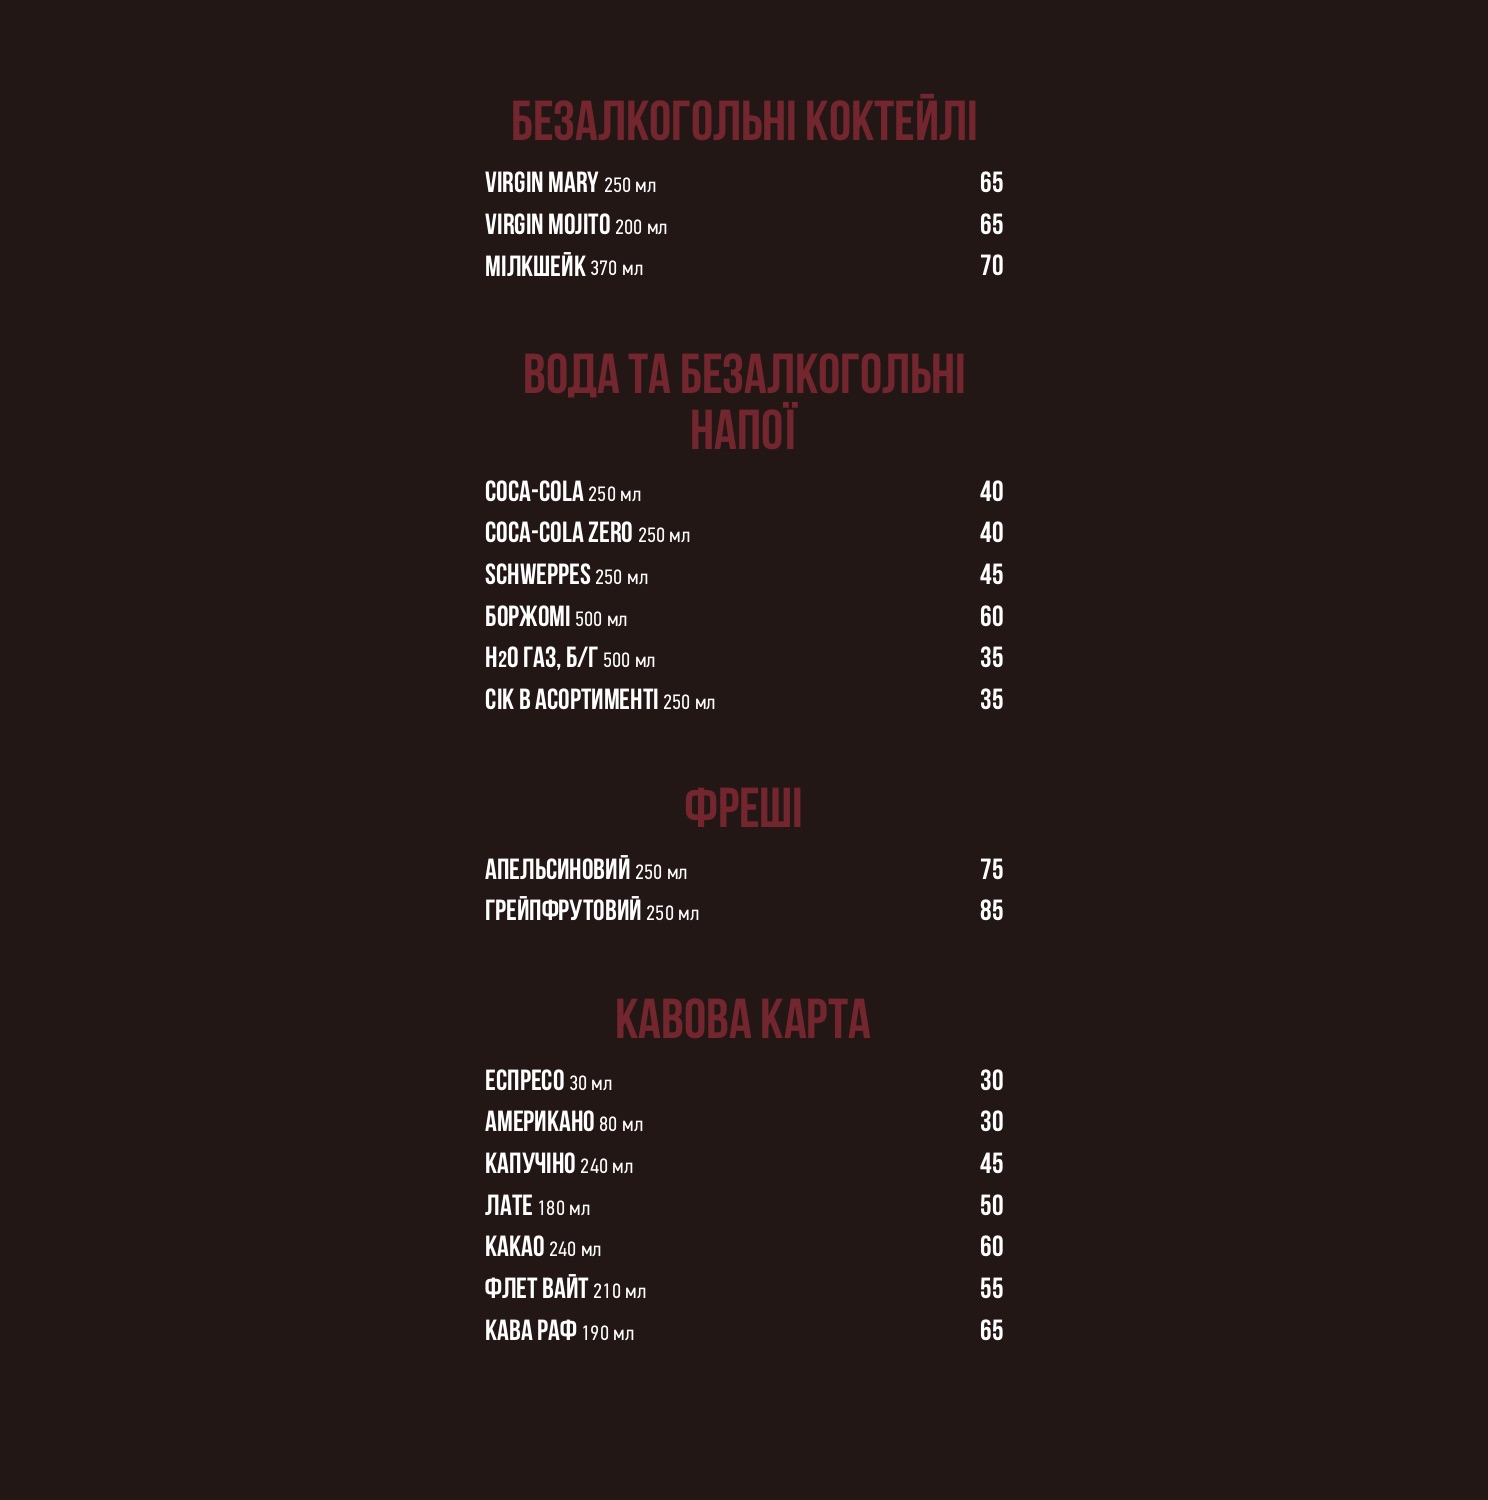 БЕЗАЛКОГОЛЬНІ КОКТЕЙЛІ
VIRGIN MARY 250 мл 65
VIRGIN MOJITO 200 мл 65
МІЛКШЕЙК 370 мл 70
ВОДА ТА БЕЗАЛКОГОЛЬНІ
НАПОЇ
COCA-COLA 250 мл 40
COCA-COLA ZERO 250 мл 40
SCHWEPPES 250 мл 45
БОРЖОМІ 500 мл 60
H2O ГАЗ, Б/Г 500 мл 35
СІК В АСОРТИМЕНТІ 250 мл 35
ФРЕШІ
АПЕЛЬСИНОВИЙ 250 мл 75
ГРЕЙПФРУТОВИЙ 250 мл 85
КАВОВА КАРТА
ЕСПРЕСО 30 мл 30
АМЕРИКАНО 80 мл 30
КАПУЧІНО 240 мл 45
ЛАТЕ 180 мл 50
КАКАО 240 мл 60
ФЛЕТ ВАЙТ 210 мл 55
КАВА РАФ 190 мл 65